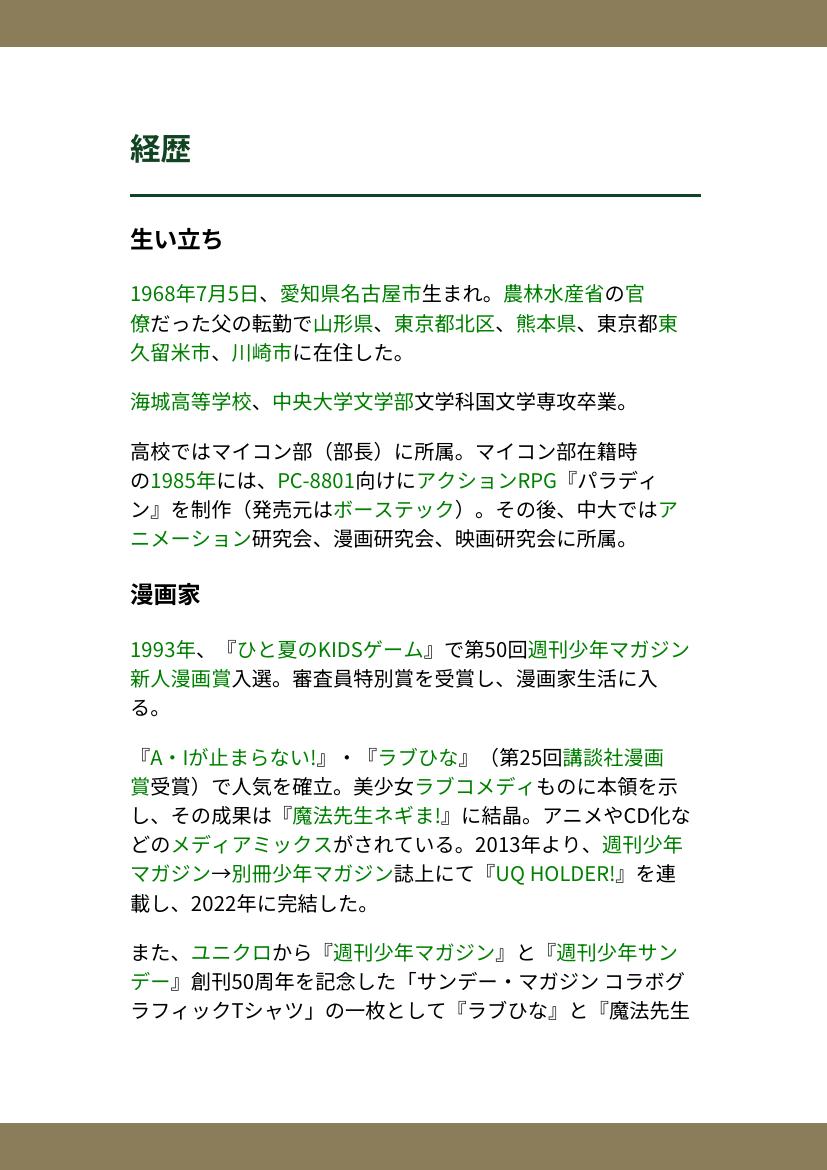 経歴
生い立ち
1968年7月5日、愛知県名古屋市生まれ。農林水産省の官
僚だった父の転勤で山形県、東京都北区、熊本県、東京都東
久留米市、川崎市に在住した。
海城高等学校、中央大学文学部文学科国文学専攻卒業。
高校ではマイコン部（部長）に所属。マイコン部在籍時
の1985年には、PC-8801向けにアクションRPG『パラディ
ン』を制作（発売元はボーステック）。その後、中大ではア
ニメーション研究会、漫画研究会、映画研究会に所属。
漫画家
1993年、『ひと夏のKIDSゲーム』で第50回週刊少年マガジン
新人漫画賞入選。審査員特別賞を受賞し、漫画家生活に入
る。
『A・Iが止まらない!』・『ラブひな』（第25回講談社漫画
賞受賞）で人気を確立。美少女ラブコメディものに本領を示
し、その成果は『魔法先生ネギま!』に結晶。アニメやCD化な
どのメディアミックスがされている。2013年より、週刊少年
マガジン→別冊少年マガジン誌上にて『UQ HOLDER!』を連
載し、2022年に完結した。
また、ユニクロから『週刊少年マガジン』と『週刊少年サン
デー』創刊50周年を記念した「サンデー・マガジン コラボグ
ラフィックTシャツ」の一枚として『ラブひな』と『魔法先生